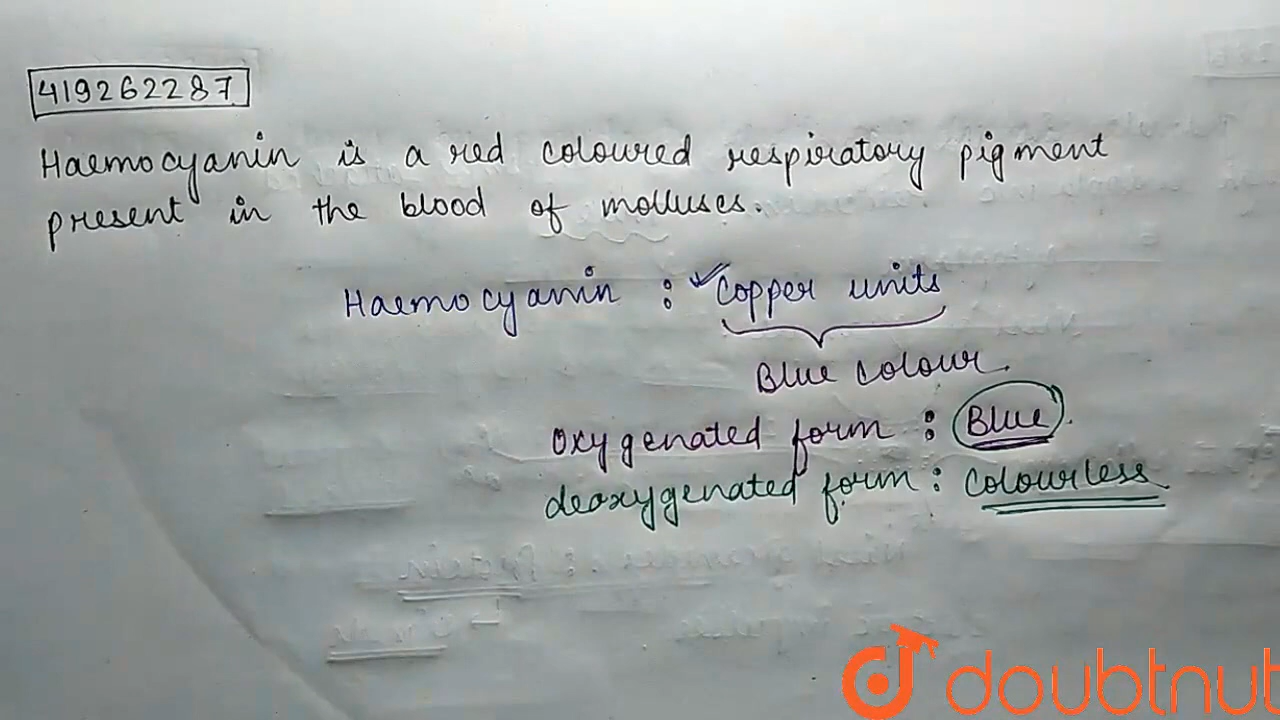 419262287
Haemocyanin is a red coloured respiratory pigment
present in the blood of molluscs.
Haemocyanin : Copper units
Blue colour.
oxygenated form : Blue.
deoxygenated form : Colourless
doubtnut